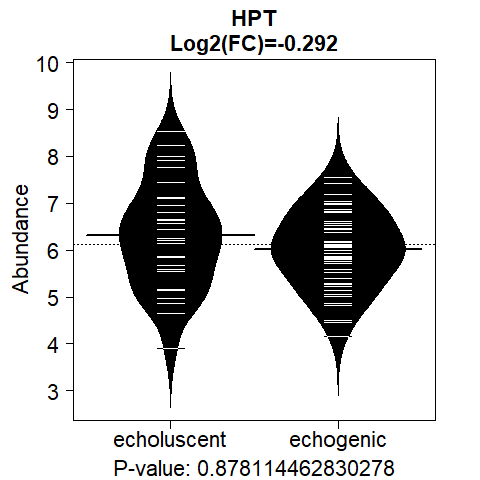 HPT
Log2(FC)=-0.292
Abundance
10
9
8
7
6
5
4
3
echoluscent
echogenic
P-value: 0.878114462830278